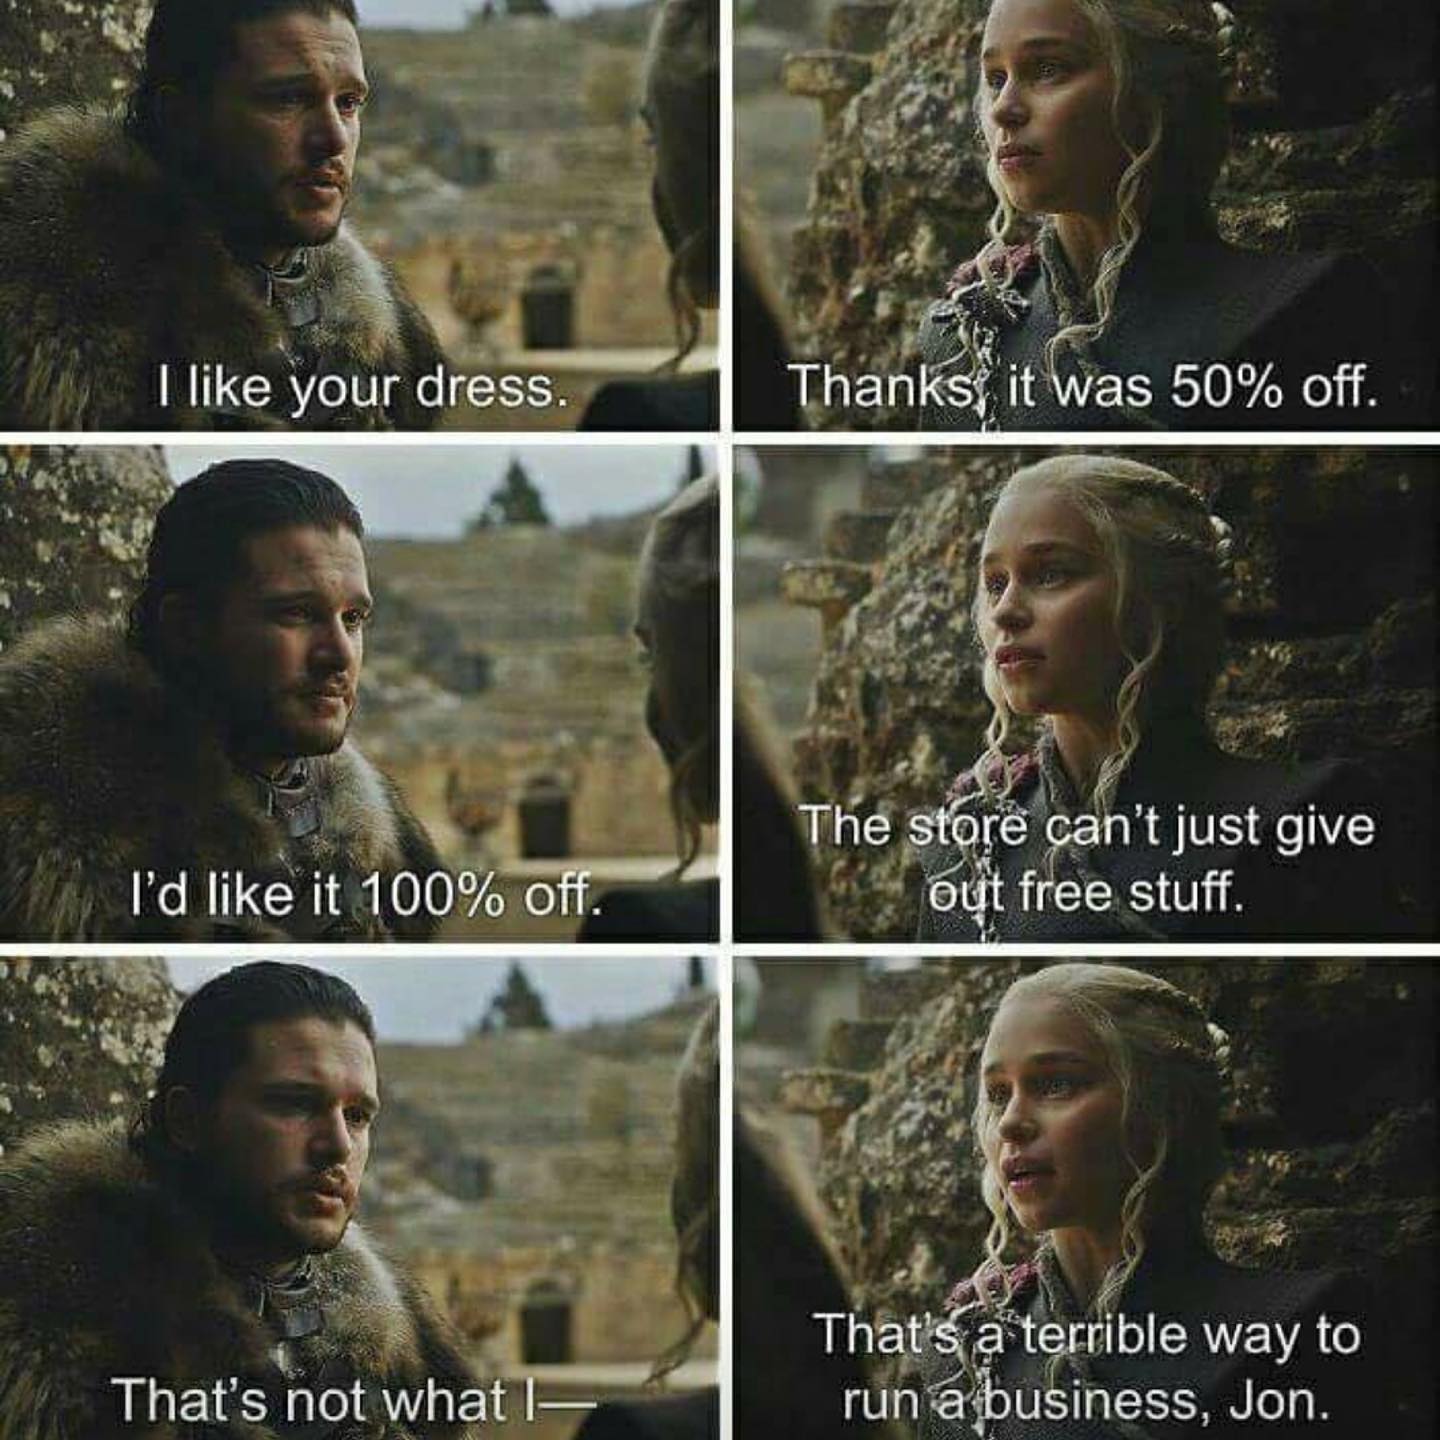 I like your dress.
Thanks, it was 50% off.
I'd like it 100% off.
The store can't just give
out free stuff.
That's not what I—
That's a terrible way to
run a business, Jon.